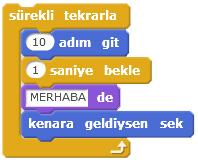 sürekli tekrarla
10 adım git
1 saniye bekle
MERHABA de
kenara geldiysen sek